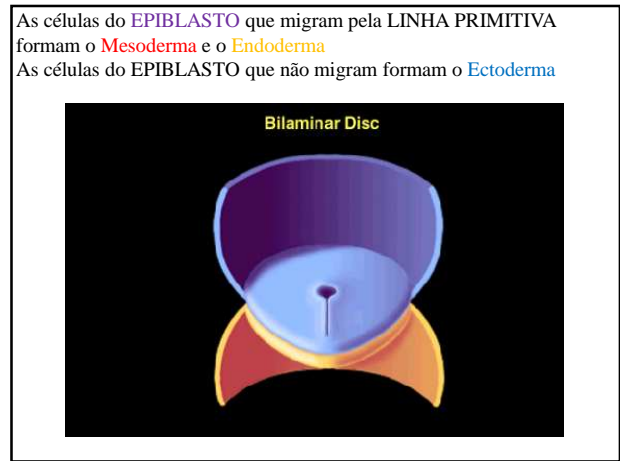 As células do EPIBLASTO que migram pela LINHA PRIMITIVA
formam o Mesoderma e o Endoderma
As células do EPIBLASTO que não migram formam o Ectoderma
Bilaminar Disc